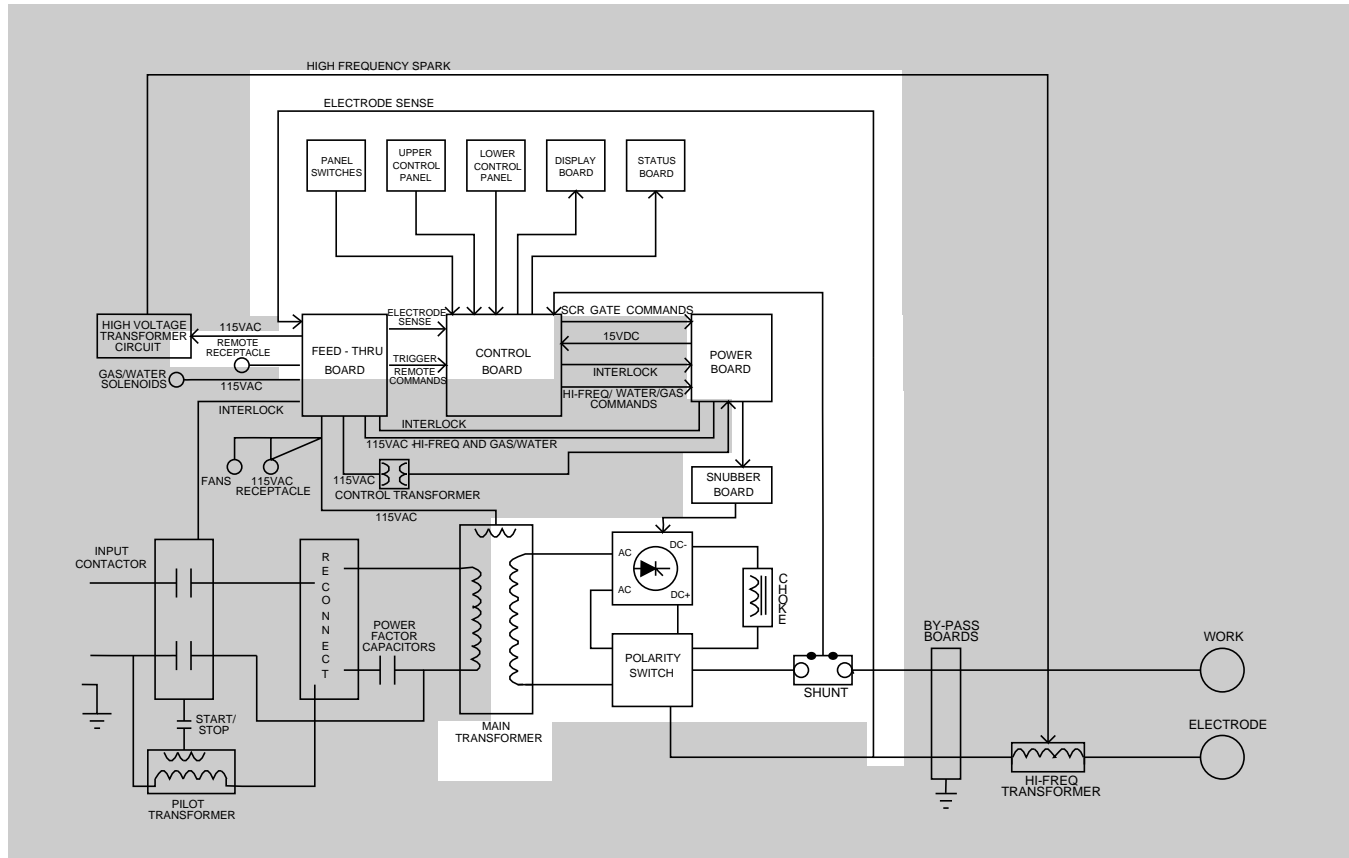 HIGH FREQUENCY SPARK
ELECTRODE SENSE
PANEL
SWITCHES
UPPER
CONTROL
PANEL
LOWER
CONTROL
PANEL
DISPLAY
BOARD
STATUS
BOARD
HIGH VOLTAGE
TRANSFORMER
CIRCUIT
115VAC
REMOTE
RECEPTACLE
GAS/WATER
SOLENOIDS
115VAC
INTERLOCK
FEED - THRU
BOARD
ELECTRODE
SENSE
TRIGGER
REMOTE
COMMANDS
CONTROL
BOARD
SCR GATE COMMANDS
15VDC
INTERLOCK
HI-FREQ/ WATER/GAS
COMMANDS
POWER
BOARD
INTERLOCK
115VAC -HI-FREQ AND GAS/WATER
FANS
115VAC
RECEPTACLE
115VAC
CONTROL TRANSFORMER
115VAC
SNUBBER
BOARD
INPUT
CONTACTOR
RECONNECT
POWER
FACTOR
CAPACITORS
MAIN
TRANSFORMER
AC
DC-
AC
DC+
CHOKE
POLARITY
SWITCH
SHUNT
BY-PASS
BOARDS
WORK
ELECTRODE
HI-FREQ
TRANSFORMER
START/
STOP
PILOT
TRANSFORMER